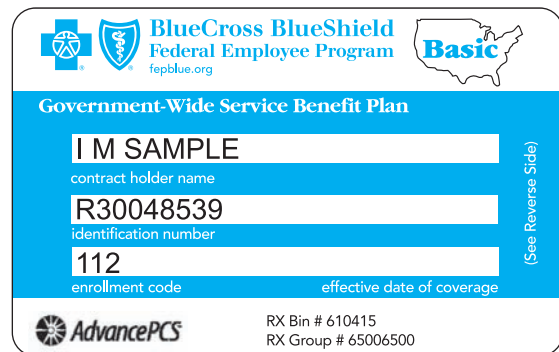 BlueCross BlueShield
Federal Employee Program
fepblue.org
Basic
Government-Wide Service Benefit Plan
I M SAMPLE
contract holder name
R30048539
identification number
112
enrollment code effective date of coverage
(See Reverse Side)
AdvancePCS
RX Bin # 610415
RX Group # 65006500